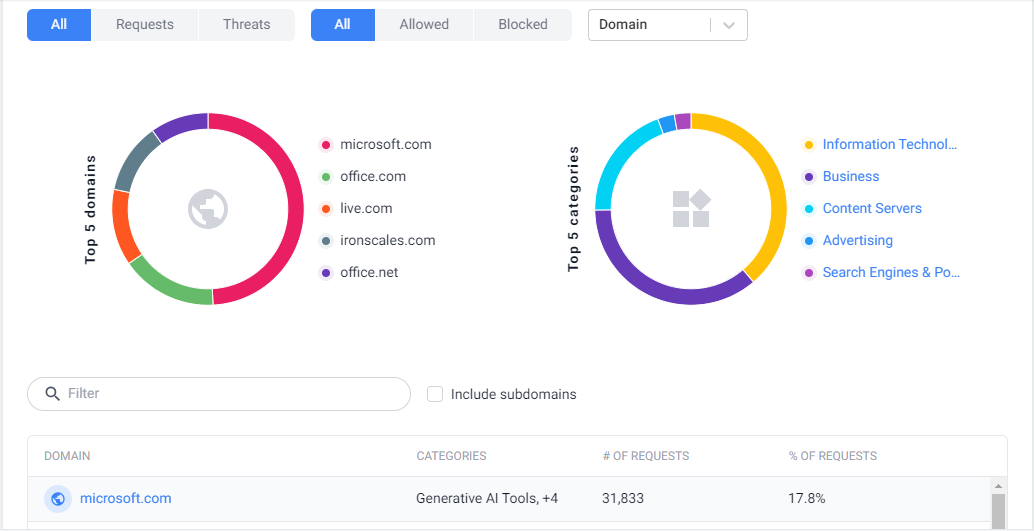 All Requests Threats All Allowed Blocked Domain
Top 5 domains
microsoft.com
office.com
live.com
ironscales.com
office.net
Top 5 categories
Information Technol...
Business
Content Servers
Advertising
Search Engines & Po...
Filter Include subdomains
DOMAIN CATEGORIES # OF REQUESTS % OF REQUESTS
microsoft.com Generative AI Tools, +4 31,833 17.8%